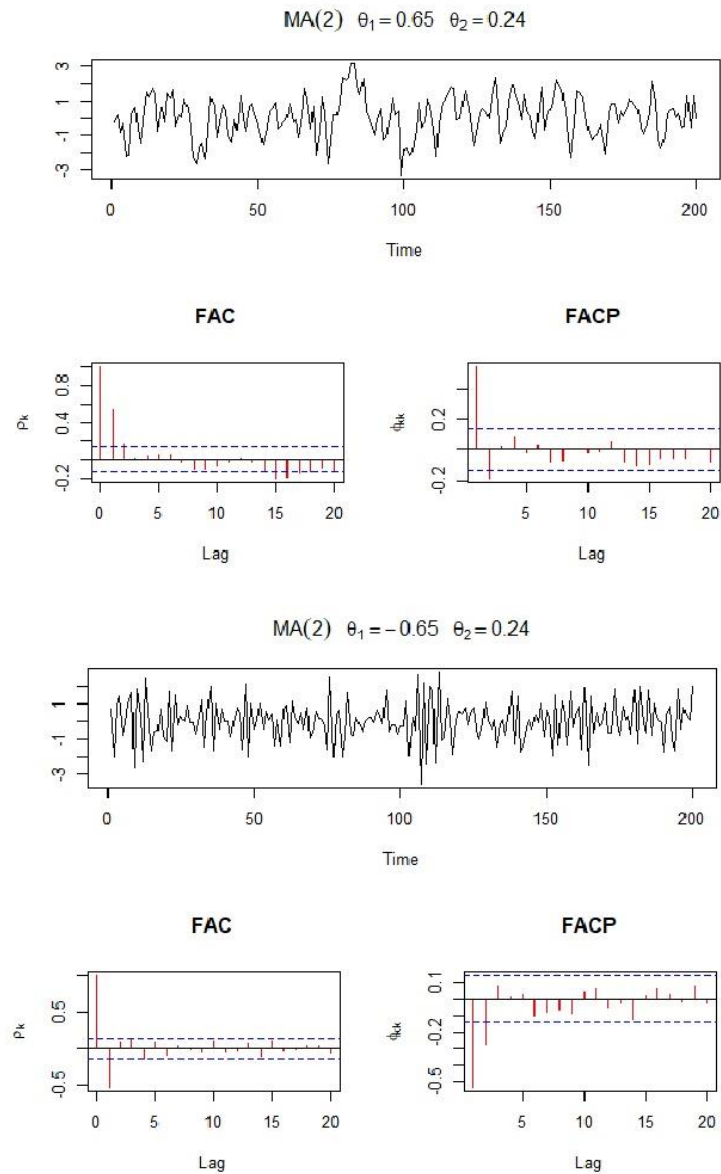 MA(2) θ₁ = 0.65 θ₂ = 0.24
3
1
-1
-3
0 50 100 150 200
Time
FAC
FACP
ρk
0.8
0.4
-0.2
0 5 10 15 20
Lag
ϕkk
0.2
-0.2
5 10 15 20
Lag
MA(2) θ₁ = −0.65 θ₂ = 0.24
1
-1
-3
0 50 100 150 200
Time
FAC
FACP
ρk
0.5
-0.5
0 5 10 15 20
Lag
ϕkk
0.1
-0.2
-0.5
5 10 15 20
Lag